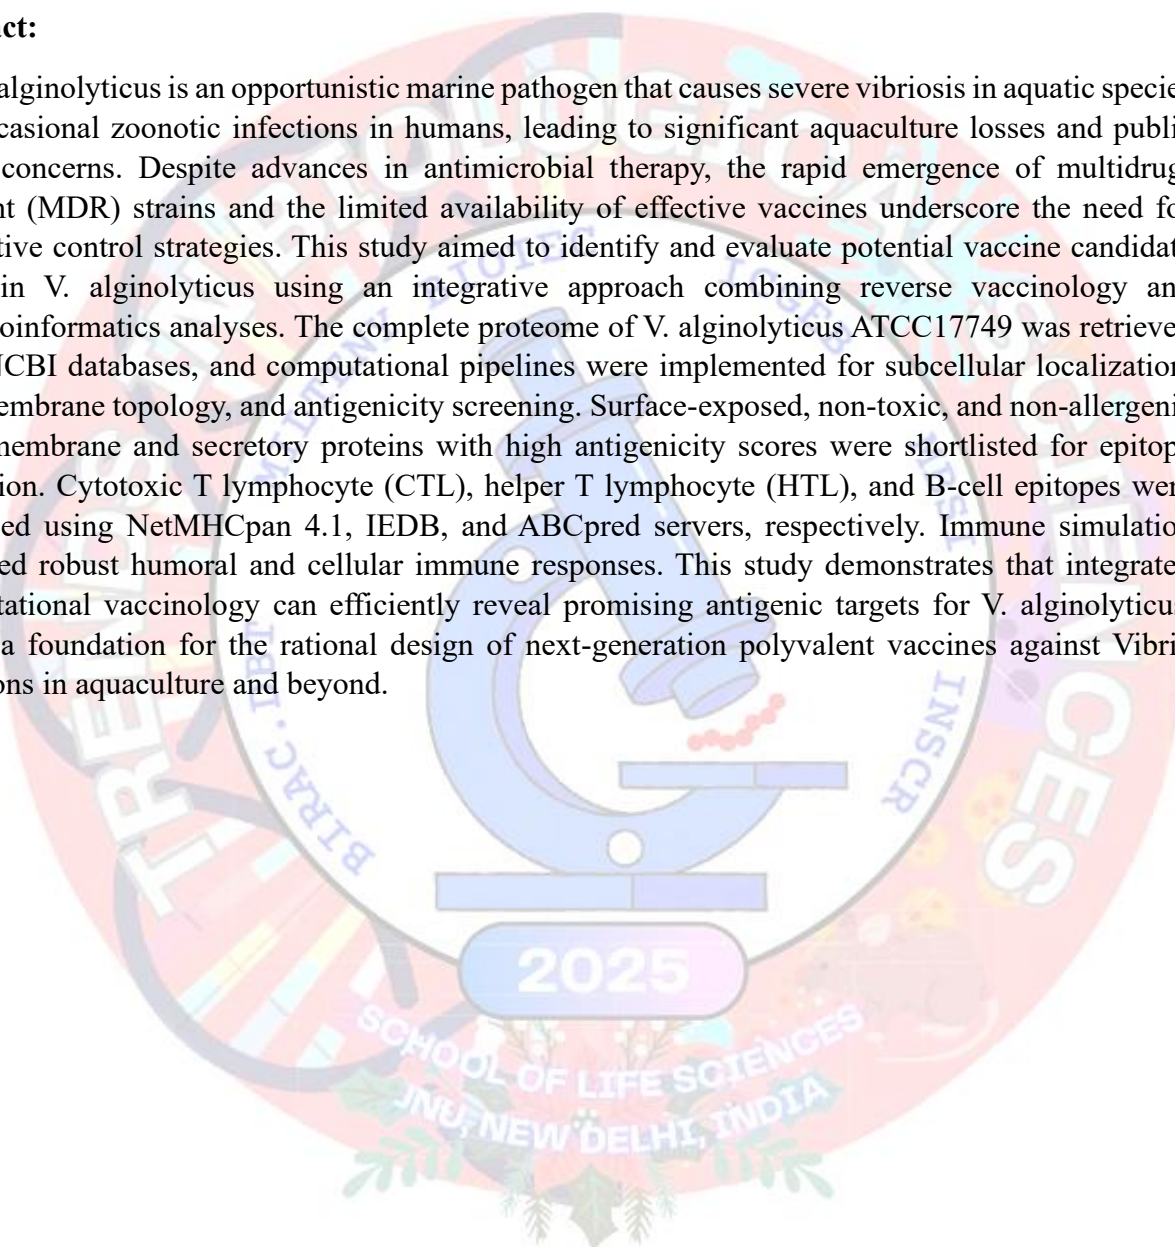 ct:
alginolyticus is an opportunistic marine pathogen that causes severe vibriosis in aquatic specie
casional zoonotic infections in humans, leading to significant aquaculture losses and publi
concerns. Despite advances in antimicrobial therapy, the rapid emergence of multidrug
nt (MDR) strains and the limited availability of effective vaccines underscore the need fo
tive control strategies. This study aimed to identify and evaluate potential vaccine candidat
in V. alginolyticus using an integrative approach combining reverse vaccinology an
oinformatics analyses. The complete proteome of V. alginolyticus ATCC17749 was retrieve
NCBI databases, and computational pipelines were implemented for subcellular localization
embrane topology, and antigenicity screening. Surface-exposed, non-toxic, and non-allergeni
membrane and secretory proteins with high antigenicity scores were shortlisted for epitop
ion. Cytotoxic T lymphocyte (CTL), helper T lymphocyte (HTL), and B-cell epitopes wer
ed using NetMHCpan 4.1, IEDB, and ABCpred servers, respectively. Immune simulatio
ed robust humoral and cellular immune responses. This study demonstrates that integrate
tational vaccinology can efficiently reveal promising antigenic targets for V. alginolyticu
a foundation for the rational design of next-generation polyvalent vaccines against Vibri
ons in aquaculture and beyond.
TRENDS IN
SCIENCES
BIRAC.
INSCR
2025
SCHOOL OF LIFE SCIENCES
JNU, NEW DELHI, INDIA